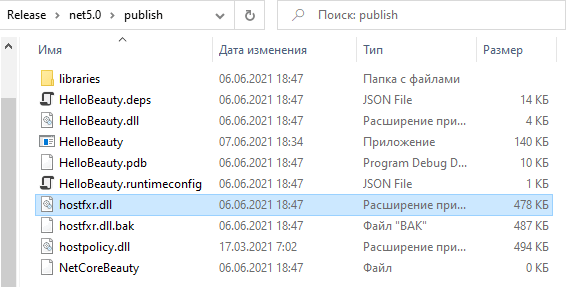 Release > net5.0 > publish
Поиск: publish
Имя Дата изменения Тип Размер
libraries 06.06.2021 18:47 Папка с файлами
HelloBeauty.deps 06.06.2021 18:47 JSON File 14 КБ
HelloBeauty.dll 06.06.2021 18:47 Расширение при... 4 КБ
HelloBeauty 07.06.2021 18:34 Приложение 140 КБ
HelloBeauty.pdb 06.06.2021 18:47 Program Debug D... 10 КБ
HelloBeauty.runtimeconfig 06.06.2021 18:47 JSON File 1 КБ
hostfxr.dll 06.06.2021 18:47 Расширение при... 478 КБ
hostfxr.dll.bak 06.06.2021 18:47 Файл "BAK" 487 КБ
hostpolicy.dll 17.03.2021 7:02 Расширение при... 494 КБ
NetCoreBeauty 06.06.2021 18:47 Файл 0 КБ